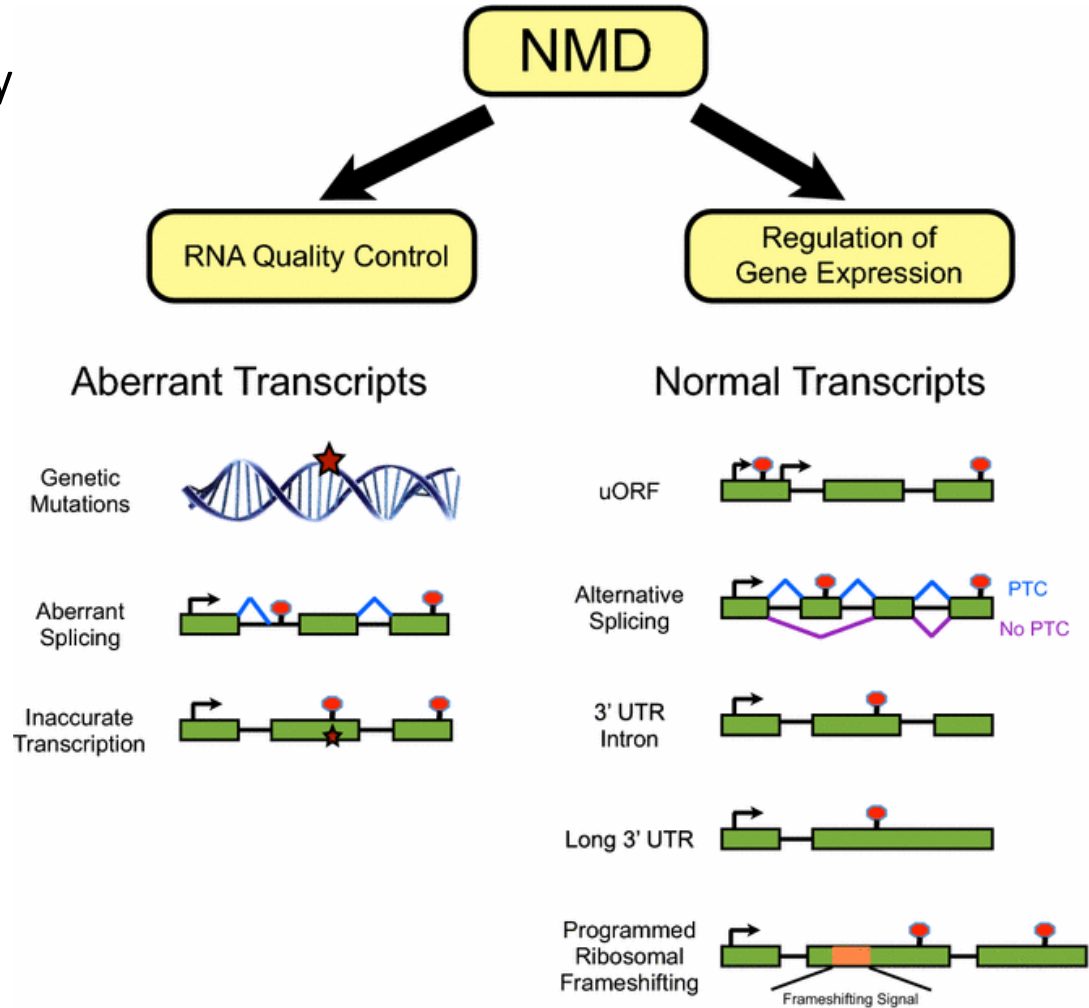 NMD
y
RNA Quality Control
Regulation of
Gene Expression
Aberrant Transcripts
Normal Transcripts
Genetic
Mutations
Aberrant
Splicing
Inaccurate
Transcription
uORF
Alternative
Splicing
PTC
No PTC
3' UTR
Intron
Long 3' UTR
Programmed
Ribosomal
Frameshifting
Frameshifting Signal